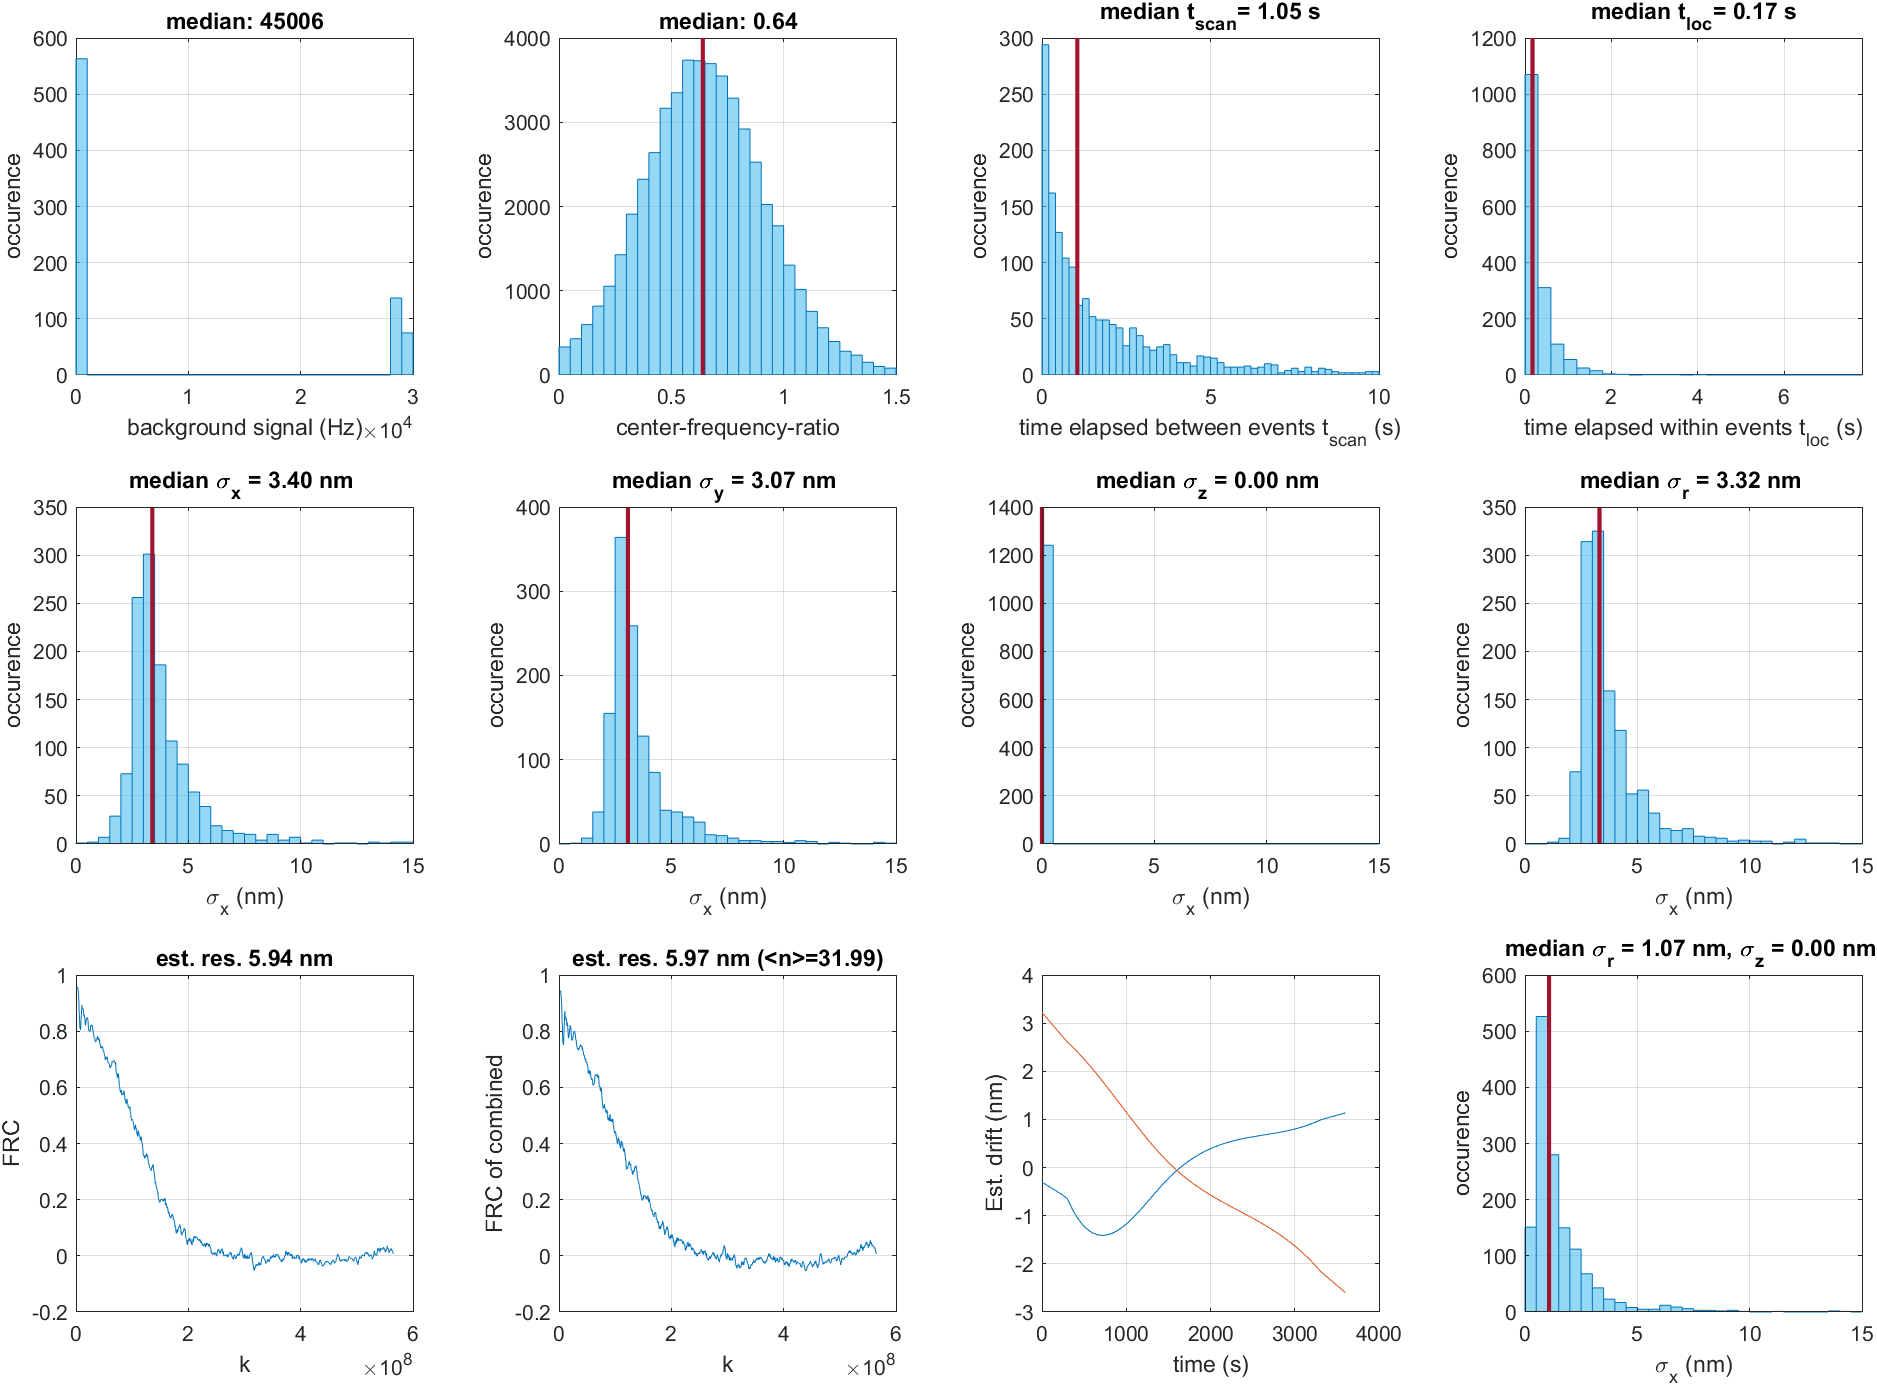 median: 45006
600
500
400
300
200
100
0
occurence
0 1 2 3
background signal (Hz) ×10⁴
median: 0.64
4000
3000
2000
1000
0
occurence
0 0.5 1 1.5
center-frequency-ratio
median t_scan = 1.05 s
300
250
200
150
100
50
0
occurence
0 5 10
time elapsed between events t_scan (s)
median t_loc = 0.17 s
1200
1000
800
600
400
200
0
occurence
0 2 4 6
time elapsed within events t_loc (s)
median σ_x = 3.40 nm
350
300
250
200
150
100
50
0
occurence
0 5 10 15
σ_x (nm)
median σ_y = 3.07 nm
400
300
200
100
0
occurence
0 5 10 15
σ_x (nm)
median σ_z = 0.00 nm
1400
1200
1000
800
600
400
200
0
occurence
0 5 10 15
σ_x (nm)
median σ_r = 3.32 nm
350
300
250
200
150
100
50
0
occurence
0 5 10 15
σ_x (nm)
est. res. 5.94 nm
1
0.8
0.6
0.4
0.2
0
-0.2
FRC
0 2 4 6
k ×10⁸
est. res. 5.97 nm (<n>=31.99)
1
0.8
0.6
0.4
0.2
0
-0.2
FRC of combined
0 2 4 6
k ×10⁸
4
3
2
1
0
-1
-2
-3
Est. drift (nm)
0 1000 2000 3000 4000
time (s)
median σ_r = 1.07 nm, σ_z = 0.00 nm
600
500
400
300
200
100
0
occurence
0 5 10 15
σ_x (nm)